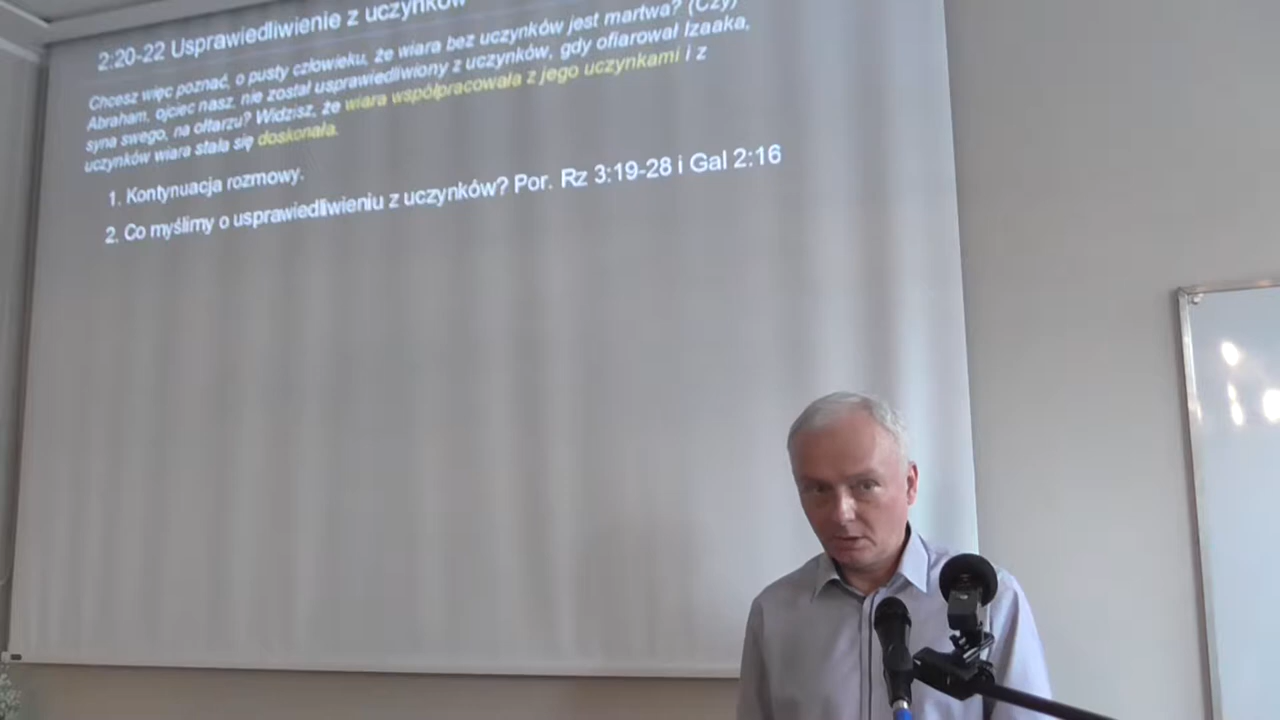 2:20-22 Usprawiedliwienie z uczynków
Chcesz więc poznać, o pusty człowieku, że wiara bez uczynków jest martwa? (Czy)
Abraham, ojciec nasz, nie został usprawiedliwiony z uczynków, gdy ofiarował Izaaka,
syna swego, na ołtarzu? Widzisz, że wiara współpracowała z jego uczynkami i z
uczynków wiara stała się doskonała.
1. Kontynuacja rozmowy.
2. Co myślimy o usprawiedliwieniu z uczynków? Por. Rz 3:19-28 i Gal 2:16